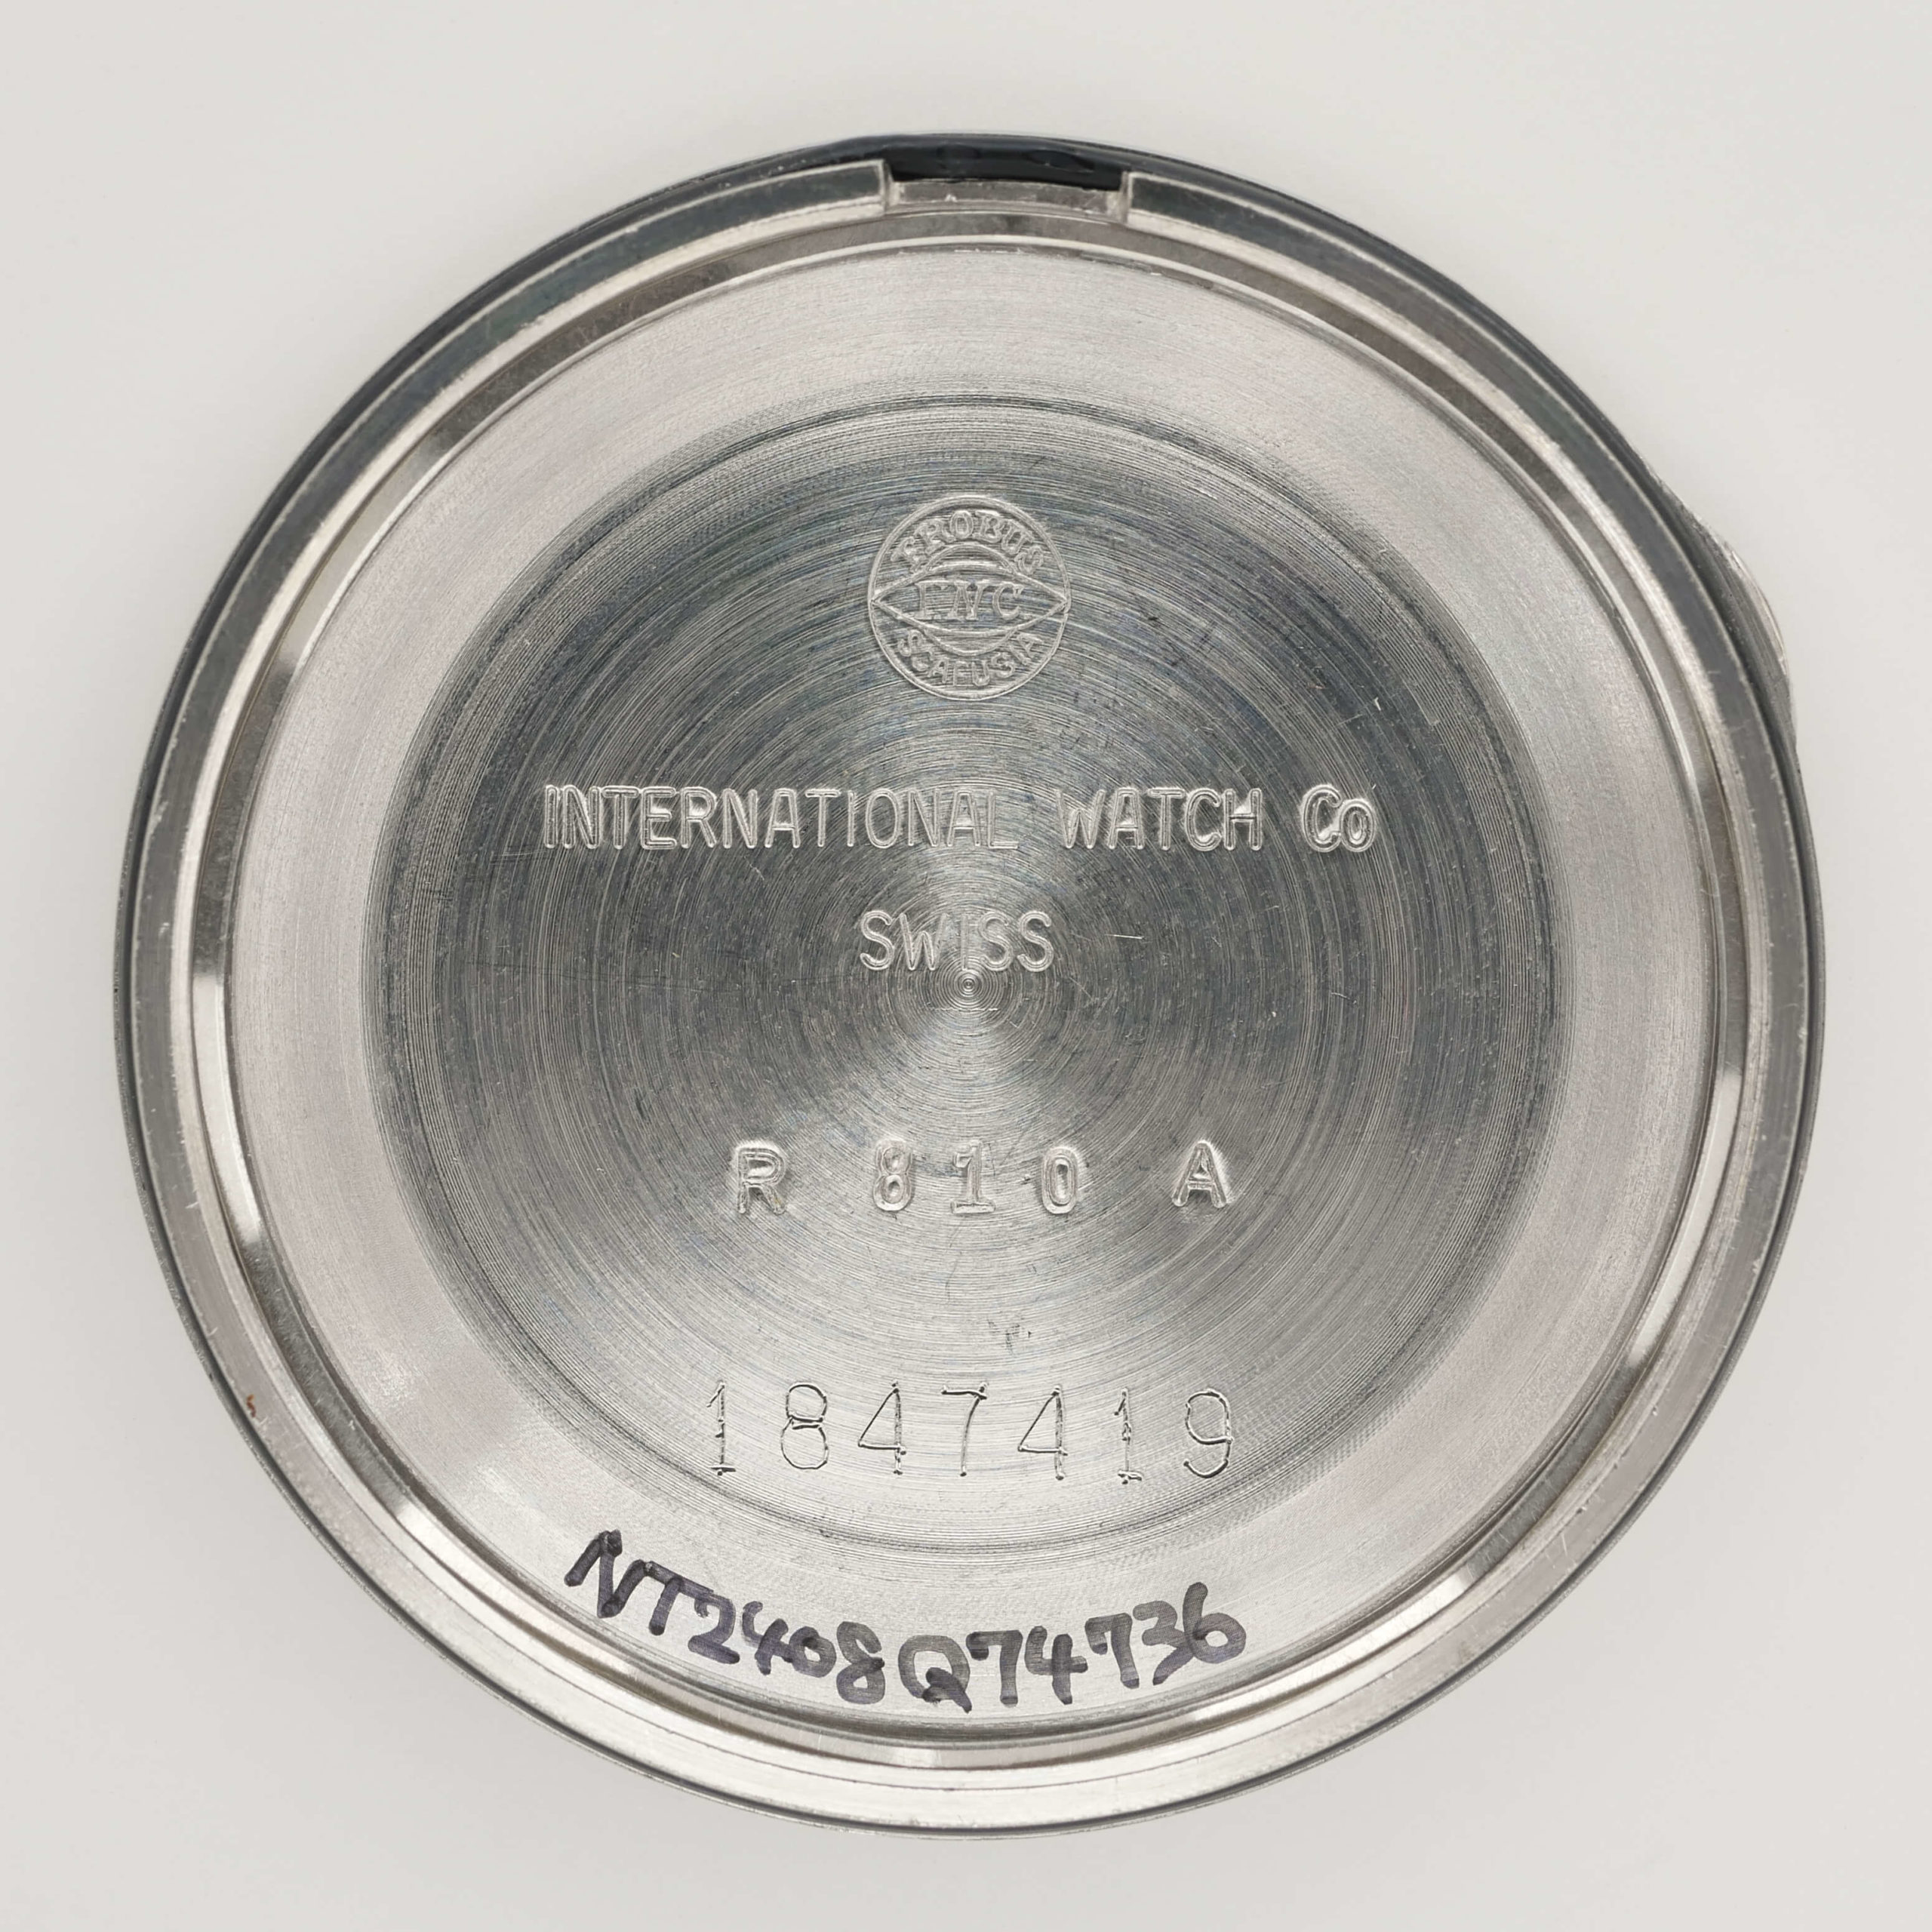 PROBUS
IWC
SCAFUSIA
INTERNATIONAL WATCH Co
SWISS
R 810 A
1847419
NT2408Q74736